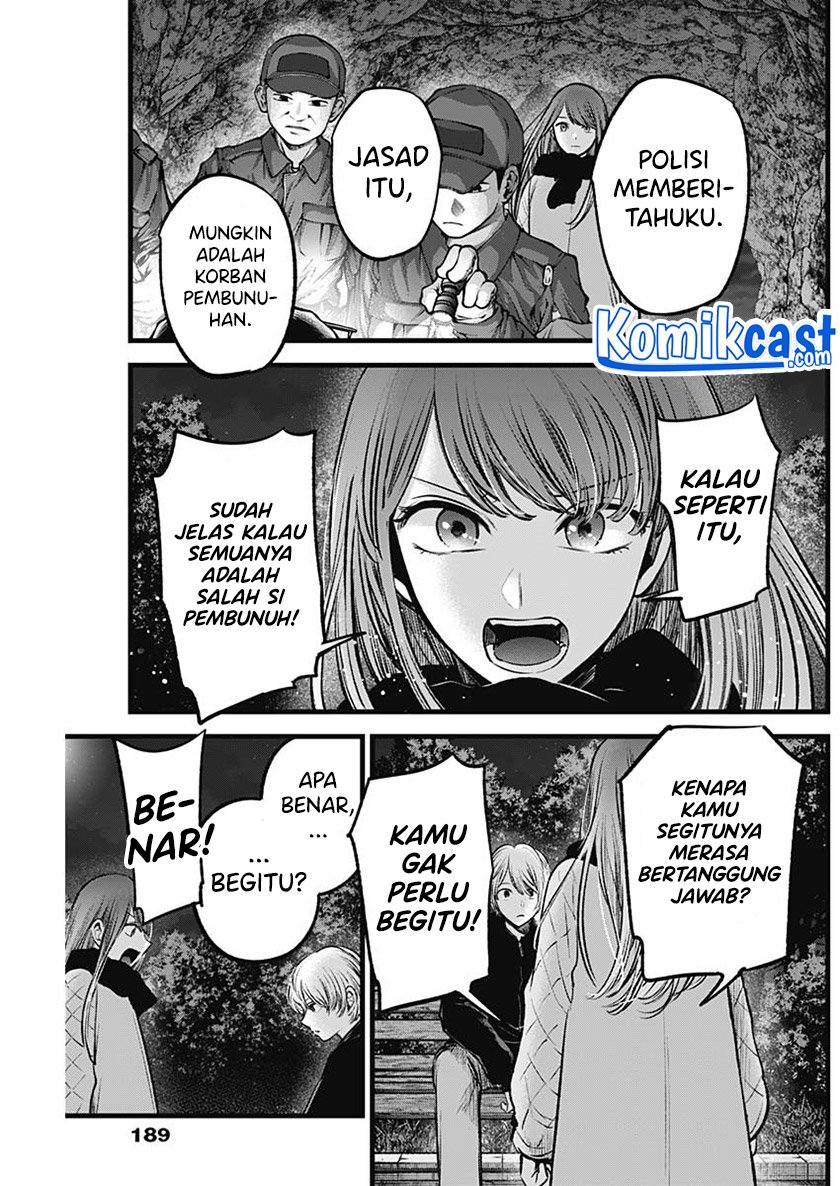 POLISI
MEMBERI-
TAHUKU.
JASAD
ITU,
MUNGKIN
ADALAH
KORBAN
PEMBUNU-
HAN.
Komikcast
.com
KALAU
SEPERTI
ITU,
SUDAH
JELAS KALAU
SEMUANYA
ADALAH
SALAH SI
PEMBUNUH!
KENAPA
KAMU
SEGITUNYA
MERASA
BERTANGGUNG
JAWAB?
KAMU
GAK
PERLU
BEGITU!
APA
BENAR,
...
...
BEGITU?
BE-
NAR!
189